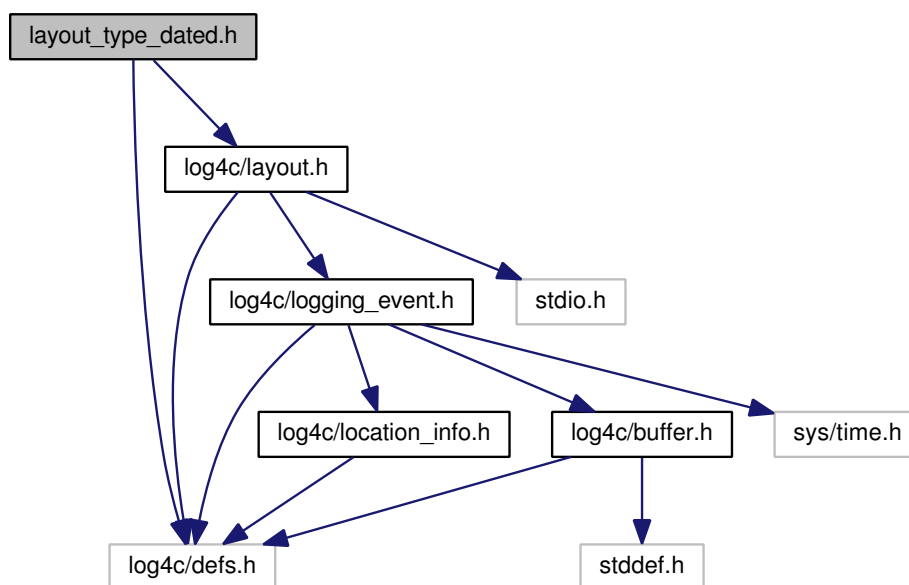 layout_type_dated.h
log4c/layout.h
log4c/logging_event.h
stdio.h
log4c/location_info.h
log4c/buffer.h
sys/time.h
log4c/defs.h
stddef.h